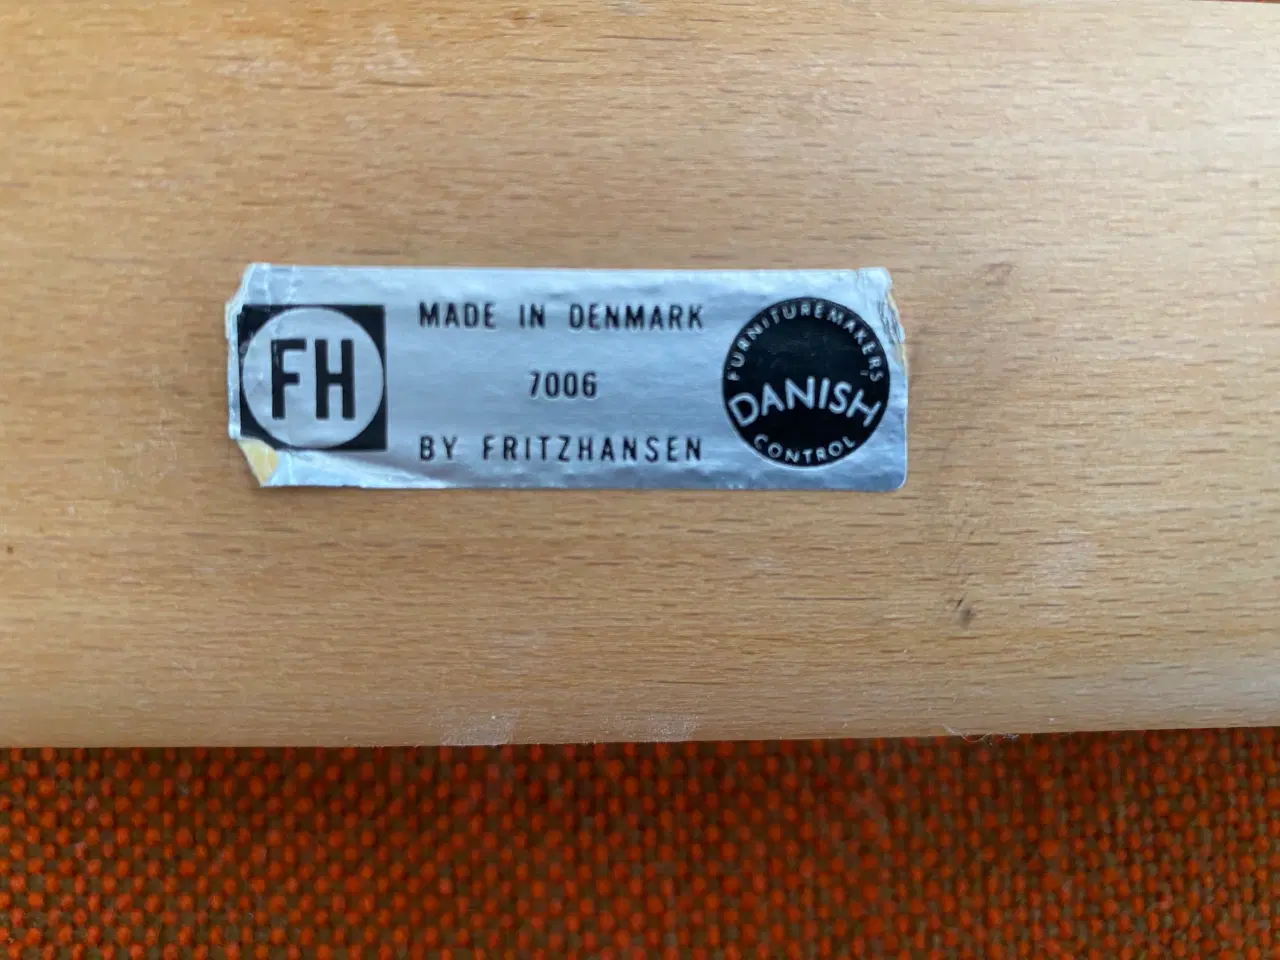 FH
MADE IN DENMARK
7006
BY FRITZHANSEN
FURNITUREMAKERS
DANISH
CONTROL